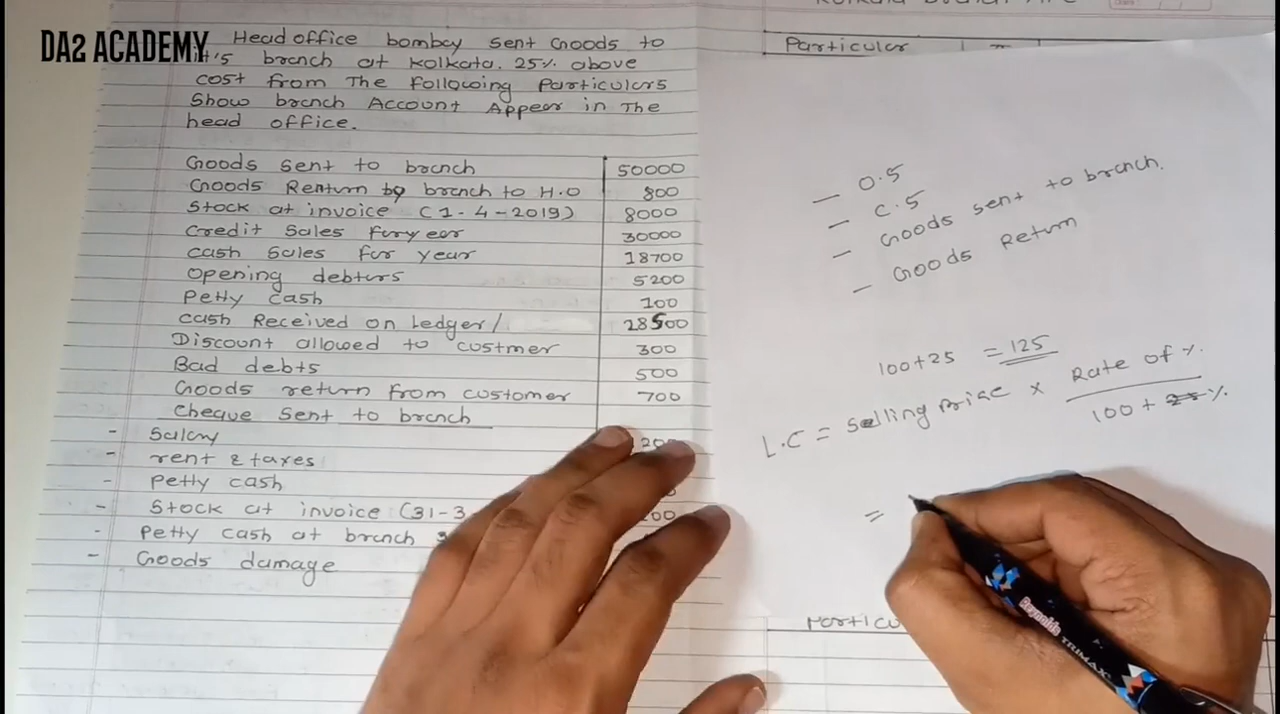 DA2 ACADEMY
Head office bombay sent Goods to
it's branch at Kolkata. 25% above
cost from The following Particulars
Show branch Account Appear in The
head office.
Goods sent to branch 50000
Goods Renturn by branch to H.O 800
Stock at invoice (1-4-2019) 8000
Credit Sales for year 30000
cash Sales for year 18700
Opening debtors 5200
Petty cash 100
cash Received on Ledger/ 28500
Discount allowed to custmer 300
Bad debts 500
Goods return from customer 700
cheque sent to branch
- Salary
- rent & taxes
- Petty cash
- Stock at invoice (31-3
- Petty cash at branch
- Goods damage
Particular
- O.S
- C.S
- Goods sent to branch.
- Goods Return
100+25 = 125
L.C = Selling Price × Rate of % / 100 + %
=